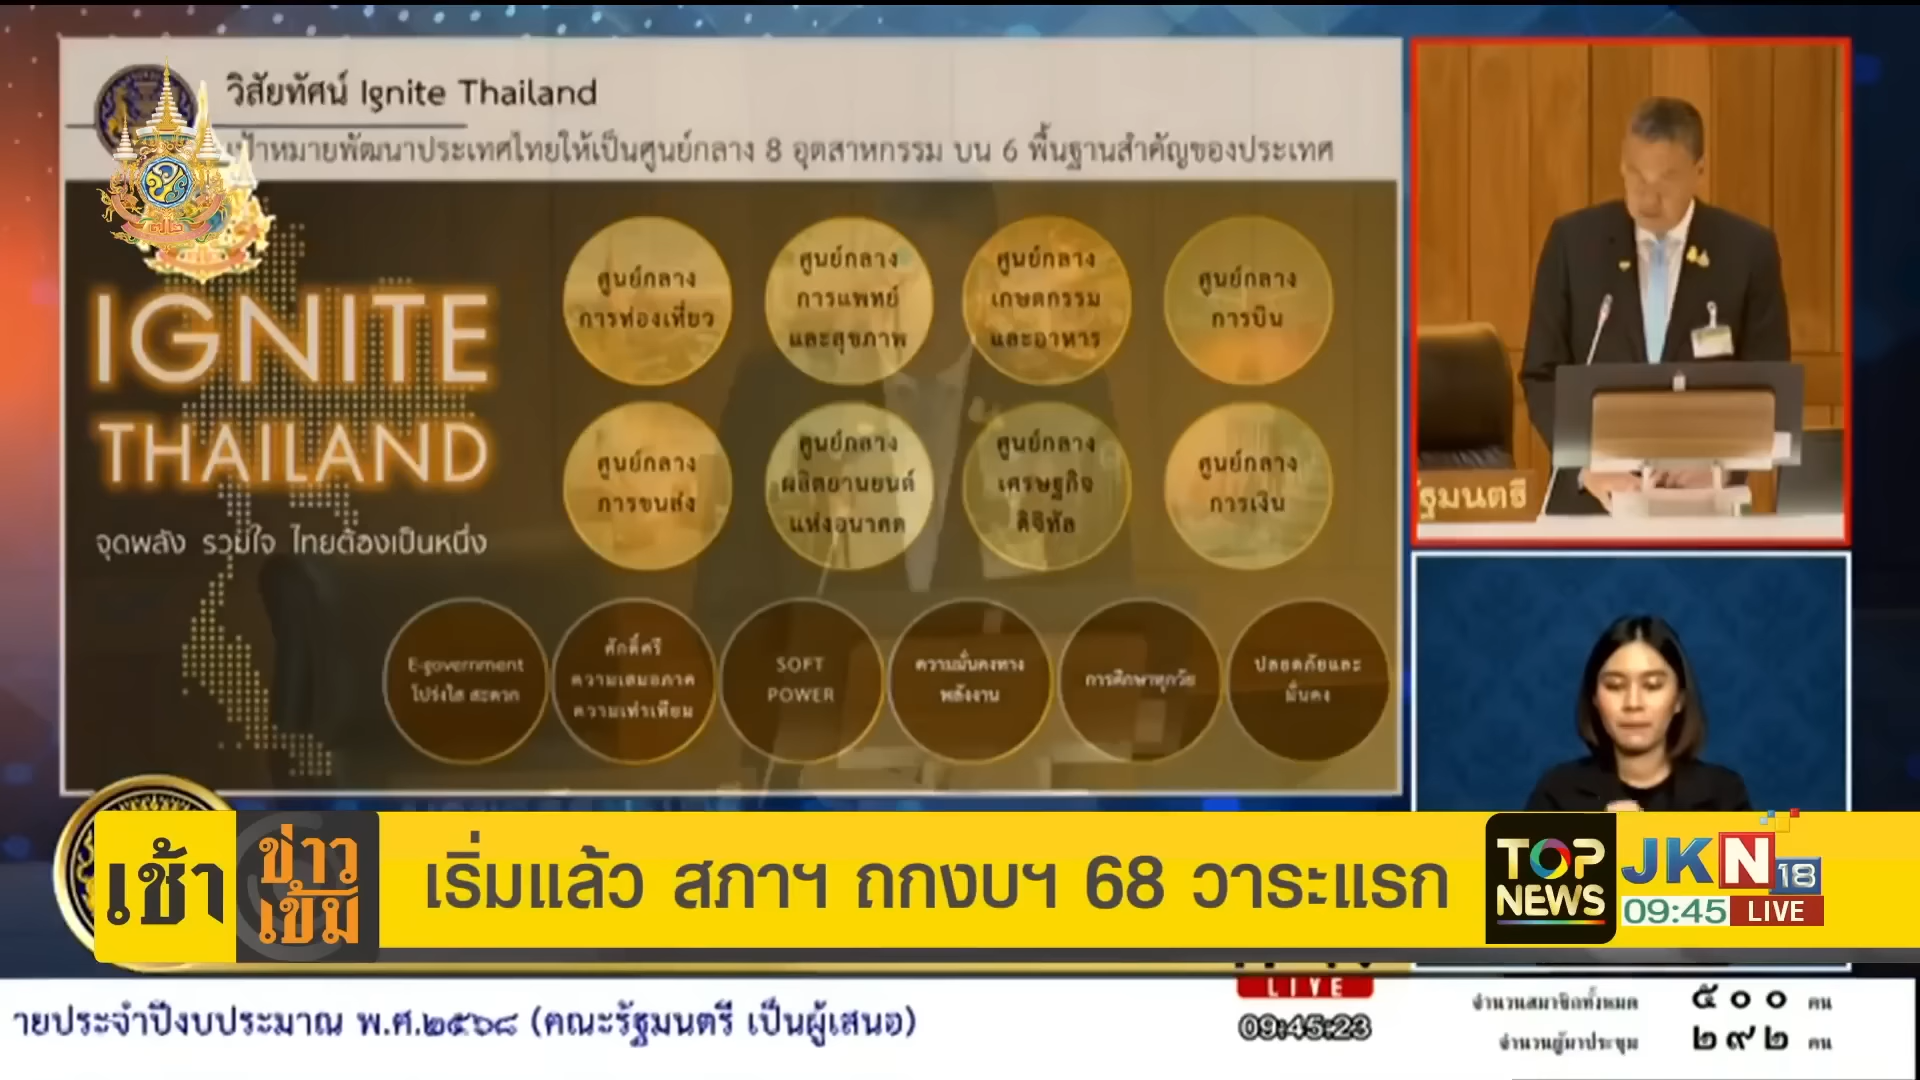 วิสัยทัศน์ Ignite Thailand
เป้าหมายพัฒนาประเทศไทยให้เป็นศูนย์กลาง 8 อุตสาหกรรม บน 6 พื้นฐานสำคัญของประเทศ
IGNITE
THAILAND
จุดพลัง รวมใจ ไทยต้องเป็นหนึ่ง
ศูนย์กลาง
การท่องเที่ยว
ศูนย์กลาง
การแพทย์
และสุขภาพ
ศูนย์กลาง
เกษตกรรม
และอาหาร
ศูนย์กลาง
การบิน
ศูนย์กลาง
การขนส่ง
ศูนย์กลาง
ผลิตยานยนต์
แห่งอนาคต
ศูนย์กลาง
เศรษฐกิจ
ดิจิทัล
ศูนย์กลาง
การเงิน
E-government
โปร่งใส สะดวก
ศักดิ์ศรี
ความเสมอภาค
ความเท่าเทียม
SOFT
POWER
ความมั่นคงทาง
พลังงาน
การศึกษาทุกวัย
ปลอดภัยและ
มั่นคง
รัฐมนตรี
เช้า
ข่าว
เข้ม
เริ่มแล้ว สภาฯ ถกงบฯ 68 วาระแรก
TOP
NEWS
JKN18
09:45 LIVE
ายประจำปีงบประมาณ พ.ศ.๒๕๖๘ (คณะรัฐมนตรี เป็นผู้เสนอ)
LIVE
09:45:23
จำนวนสมาชิกทั้งหมด ๕๐๐ คน
จำนวนผู้มาประชุม ๒๙๒ คน